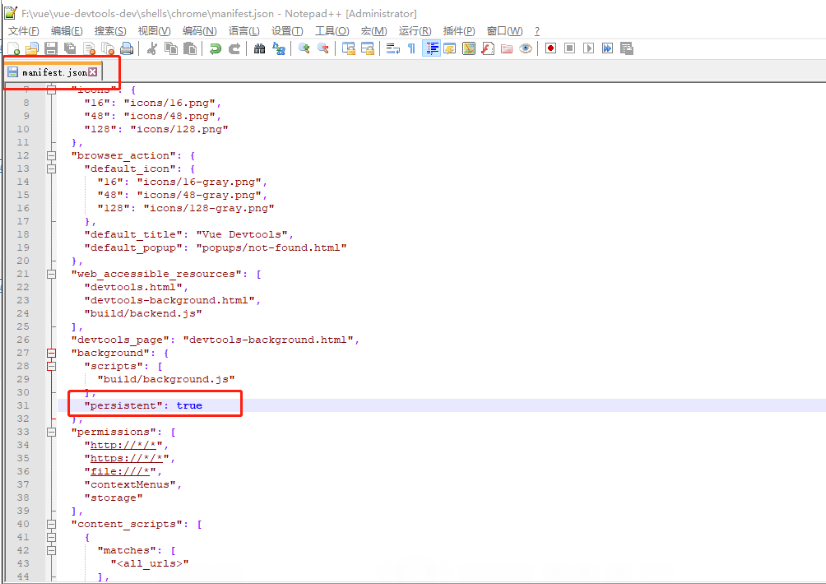 F:\vue\vue-devtools-dev\shells\chrome\manifest.json - Notepad++ [Administrator]
文件(F) 编辑(E) 搜索(S) 视图(V) 编码(N) 语言(L) 设置(T) 工具(O) 宏(M) 运行(R) 插件(P) 窗口(W) ?
manifest.json
7 "icons": {
8 "16": "icons/16.png",
9 "48": "icons/48.png",
10 "128": "icons/128.png"
11 },
12 "browser_action": {
13 "default_icon": {
14 "16": "icons/16-gray.png",
15 "48": "icons/48-gray.png",
16 "128": "icons/128-gray.png"
17 },
18 "default_title": "Vue Devtools",
19 "default_popup": "popups/not-found.html"
20 },
21 "web_accessible_resources": [
22 "devtools.html",
23 "devtools-background.html",
24 "build/backend.js"
25 ],
26 "devtools_page": "devtools-background.html",
27 "background": {
28 "scripts": [
29 "build/background.js"
30 ],
31 "persistent": true
32 },
33 "permissions": [
34 "http://*/*",
35 "https://*/*",
36 "file:///*",
37 "contextMenus",
38 "storage"
39 ],
40 "content_scripts": [
41 {
42 "matches": [
43 "<all_urls>"
44 ],